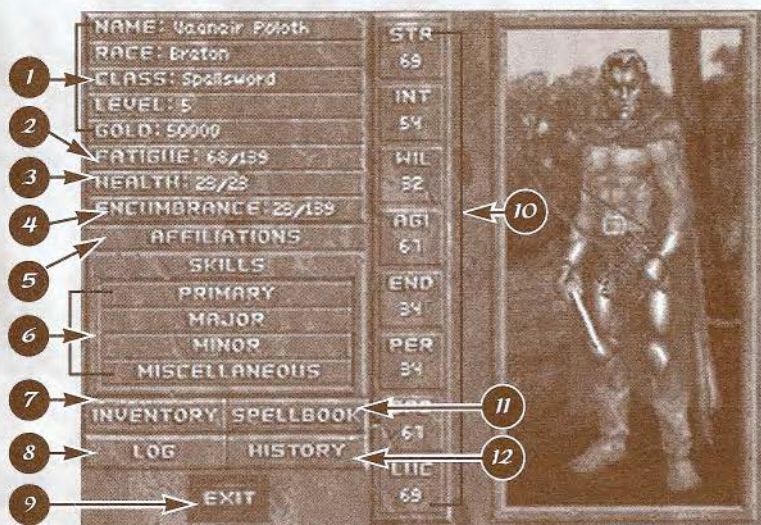 NAME: Poloth
RACE: Breton
CLASS: Spellsword
LEVEL: 5
GOLD: 50000
FATIGUE: 68/139
HEALTH: 23/23
ENCUMBRANCE: 23/139
AFFILIATIONS
SKILLS
PRIMARY
MAJOR
MINOR
MISCELLANEOUS
INVENTORY SPELLBOOK
LOG HISTORY
EXIT
STR
69
INT
54
WIL
32
AGI
67
END
34
PER
34
67
LUC
69
1
2
3
4
5
6
7
8
9
10
11
12